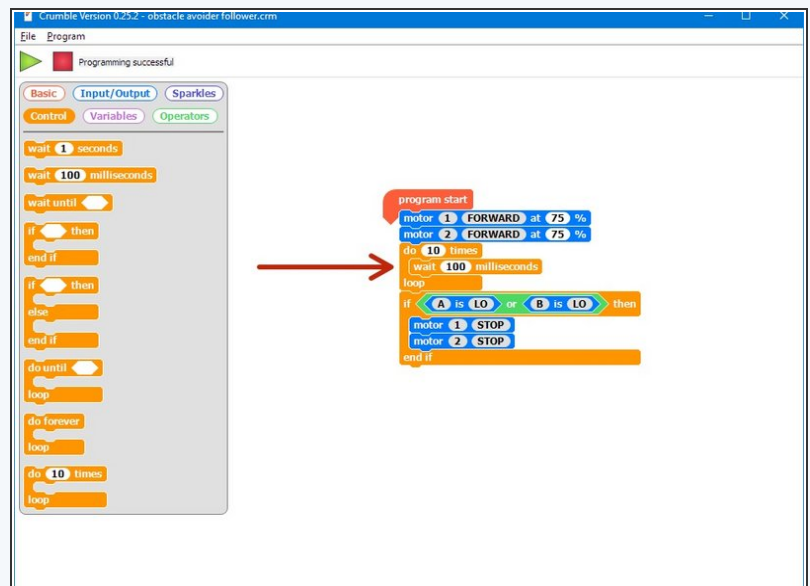 Crumble Version 0.25.2 - obstacle avoider follower.crm
File Program
Programming successful
Basic Input/Output Sparkles
Control Variables Operators
wait 1 seconds
wait 100 milliseconds
wait until
if then
end if
if then
else
end if
do until
loop
do forever
loop
do 10 times
loop
program start
motor 1 FORWARD at 75 %
motor 2 FORWARD at 75 %
do 10 times
wait 100 milliseconds
loop
if A is LO or B is LO then
motor 1 STOP
motor 2 STOP
end if